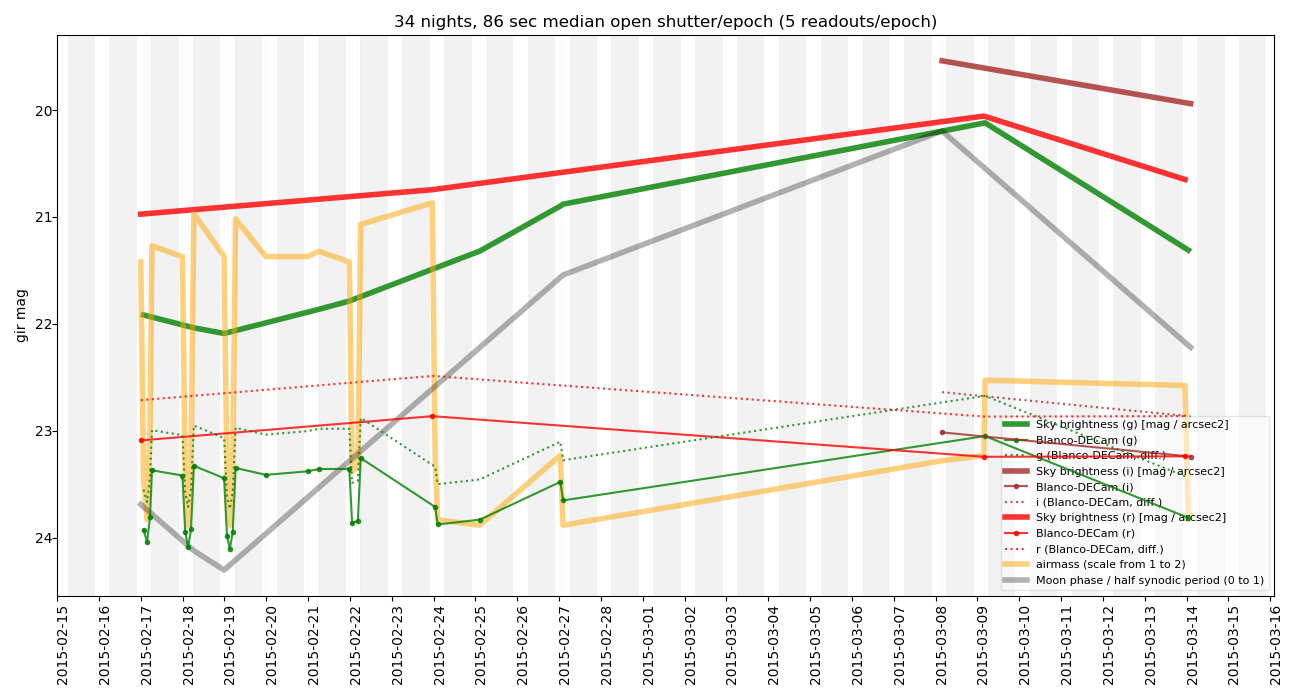 34 nights, 86 sec median open shutter/epoch (5 readouts/epoch)
gir mag
20
21
22
23
24
Sky brightness (g) [mag / arcsec2]
Blanco-DECam (g)
g (Blanco-DECam, diff.)
Sky brightness (i) [mag / arcsec2]
Blanco-DECam (i)
i (Blanco-DECam, diff.)
Sky brightness (r) [mag / arcsec2]
Blanco-DECam (r)
r (Blanco-DECam, diff.)
airmass (scale from 1 to 2)
Moon phase / half synodic period (0 to 1)
2015-02-15
2015-02-16
2015-02-17
2015-02-18
2015-02-19
2015-02-20
2015-02-21
2015-02-22
2015-02-23
2015-02-24
2015-02-25
2015-02-26
2015-02-27
2015-02-28
2015-03-01
2015-03-02
2015-03-03
2015-03-04
2015-03-05
2015-03-06
2015-03-07
2015-03-08
2015-03-09
2015-03-10
2015-03-11
2015-03-12
2015-03-13
2015-03-14
2015-03-15
2015-03-16